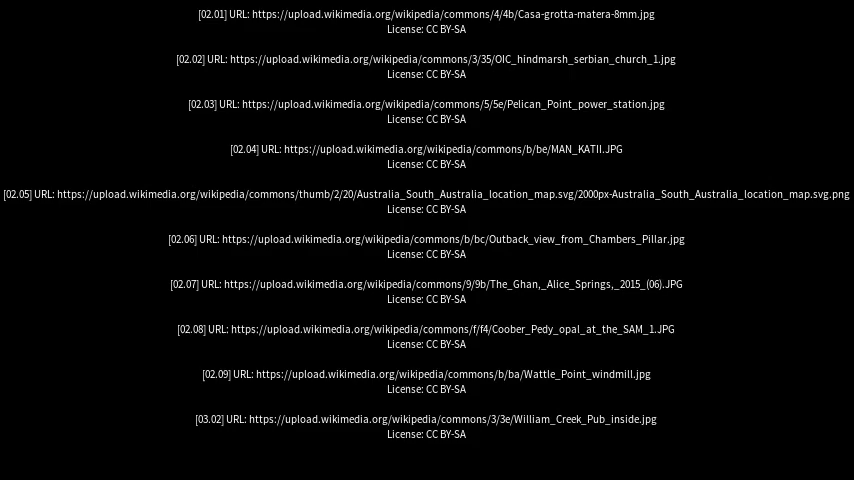 [02.01] URL: https://upload.wikimedia.org/wikipedia/commons/4/4b/Casa-grotta-matera-8mm.jpg
License: CC BY-SA
[02.02] URL: https://upload.wikimedia.org/wikipedia/commons/3/35/OIC_hindmarsh_serbian_church_1.jpg
License: CC BY-SA
[02.03] URL: https://upload.wikimedia.org/wikipedia/commons/5/5e/Pelican_Point_power_station.jpg
License: CC BY-SA
[02.04] URL: https://upload.wikimedia.org/wikipedia/commons/b/be/MAN_KATII.JPG
License: CC BY-SA
[02.05] URL: https://upload.wikimedia.org/wikipedia/commons/thumb/2/20/Australia_South_Australia_location_map.svg/2000px-Australia_South_Australia_location_map.svg.png
License: CC BY-SA
[02.06] URL: https://upload.wikimedia.org/wikipedia/commons/b/bc/Outback_view_from_Chambers_Pillar.jpg
License: CC BY-SA
[02.07] URL: https://upload.wikimedia.org/wikipedia/commons/9/9b/The_Ghan,_Alice_Springs,_2015_(06).JPG
License: CC BY-SA
[02.08] URL: https://upload.wikimedia.org/wikipedia/commons/f/f4/Coober_Pedy_opal_at_the_SAM_1.JPG
License: CC BY-SA
[02.09] URL: https://upload.wikimedia.org/wikipedia/commons/b/ba/Wattle_Point_windmill.jpg
License: CC BY-SA
[03.02] URL: https://upload.wikimedia.org/wikipedia/commons/3/3e/William_Creek_Pub_inside.jpg
License: CC BY-SA